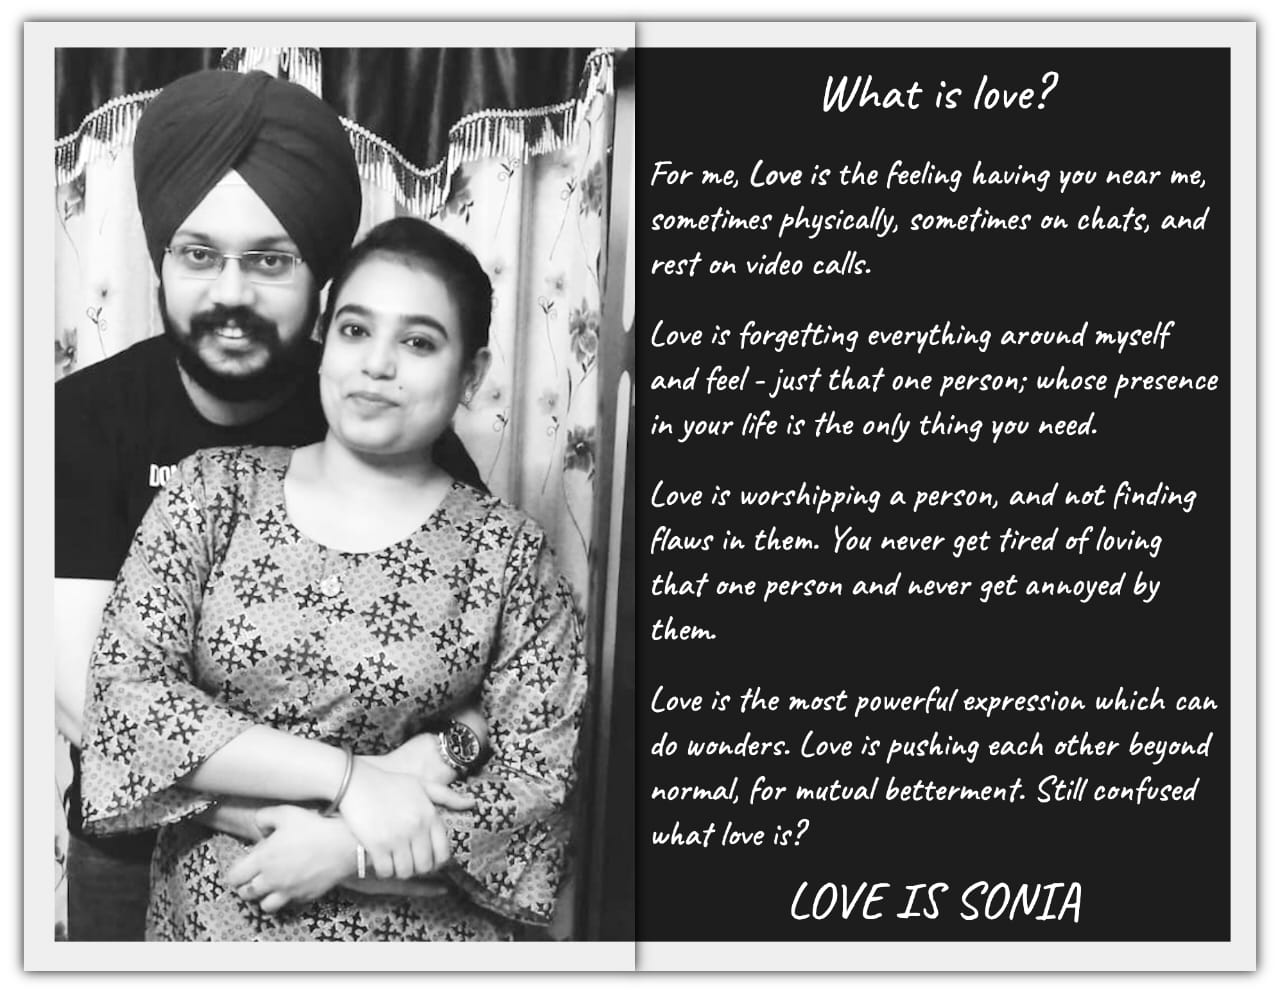 What is love?
For me, Love is the feeling having you near me,
sometimes physically, sometimes on chats, and
rest on video calls.
Love is forgetting everything around myself
and feel - just that one person; whose presence
in your life is the only thing you need.
Love is worshipping a person, and not finding
flaws in them. You never get tired of loving
that one person and never get annoyed by
them.
Love is the most powerful expression which can
do wonders. Love is pushing each other beyond
normal, for mutual betterment. Still confused
what love is?
LOVE IS SONIA